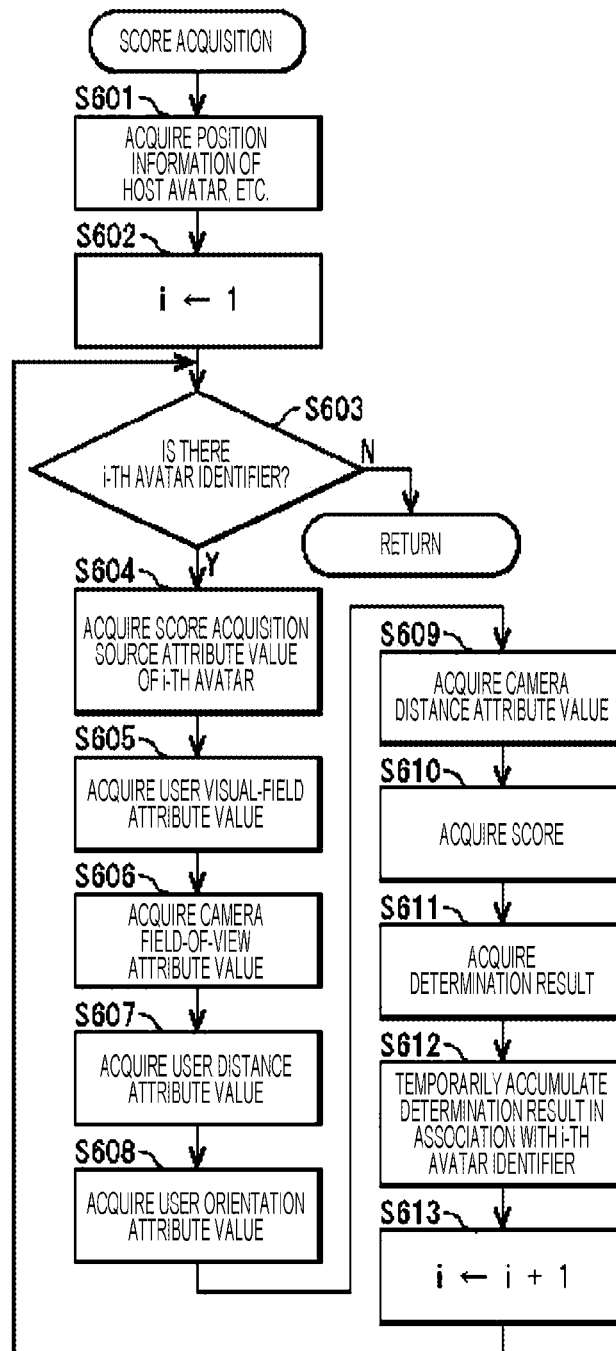 SCORE ACQUISITION
S601
ACQUIRE POSITION
INFORMATION OF
HOST AVATAR, ETC.
S602
i ← 1
S603
IS THERE
i-TH AVATAR IDENTIFIER?
N
RETURN
Y
S604
ACQUIRE SCORE ACQUISITION
SOURCE ATTRIBUTE VALUE
OF i-TH AVATAR
S605
ACQUIRE USER VISUAL-FIELD
ATTRIBUTE VALUE
S606
ACQUIRE CAMERA
FIELD-OF-VIEW
ATTRIBUTE VALUE
S607
ACQUIRE USER DISTANCE
ATTRIBUTE VALUE
S608
ACQUIRE USER ORIENTATION
ATTRIBUTE VALUE
S609
ACQUIRE CAMERA
DISTANCE ATTRIBUTE VALUE
S610
ACQUIRE SCORE
S611
ACQUIRE
DETERMINATION RESULT
S612
TEMPORARILY ACCUMULATE
DETERMINATION RESULT IN
ASSOCIATION WITH i-TH
AVATAR IDENTIFIER
S613
i ← i + 1